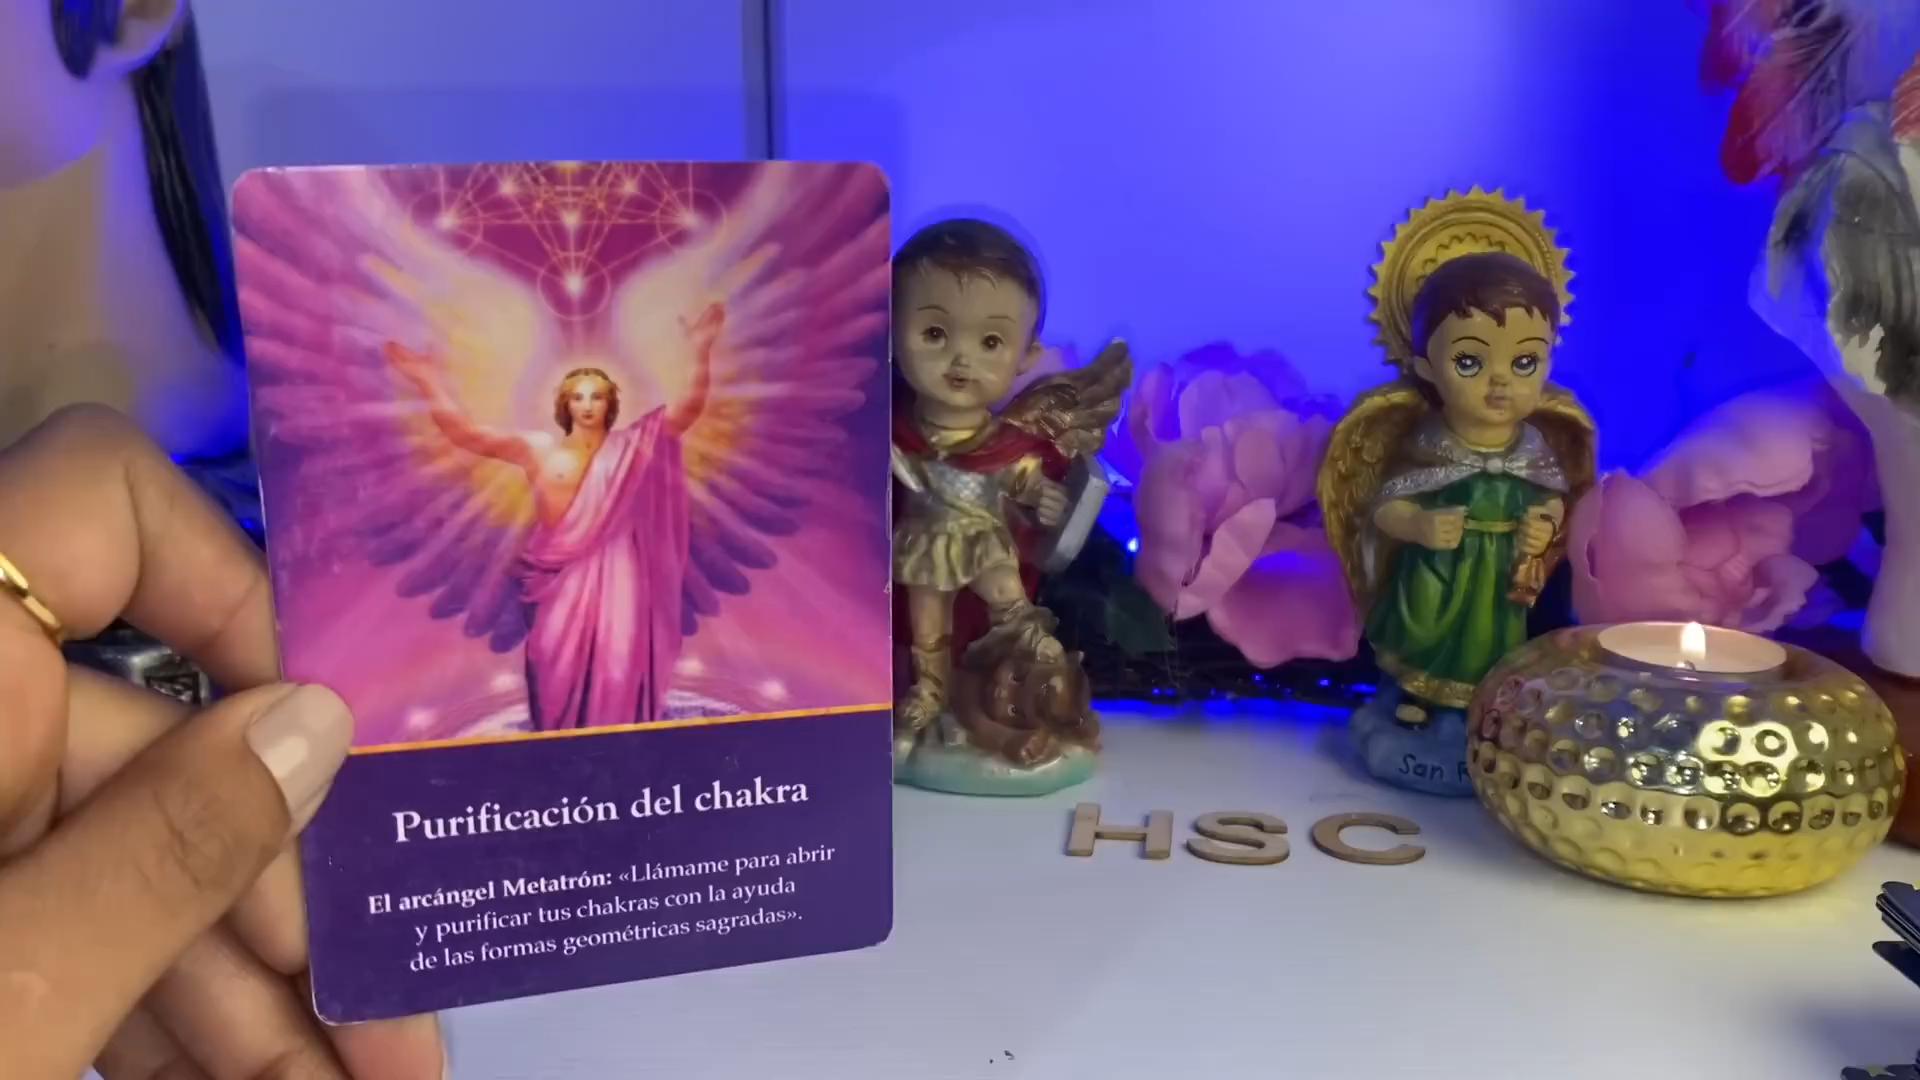 Purificación del chakra
El arcángel Metatrón: «Llámame para abrir
y purificar tus chakras con la ayuda
de las formas geométricas sagradas».
HSC
San